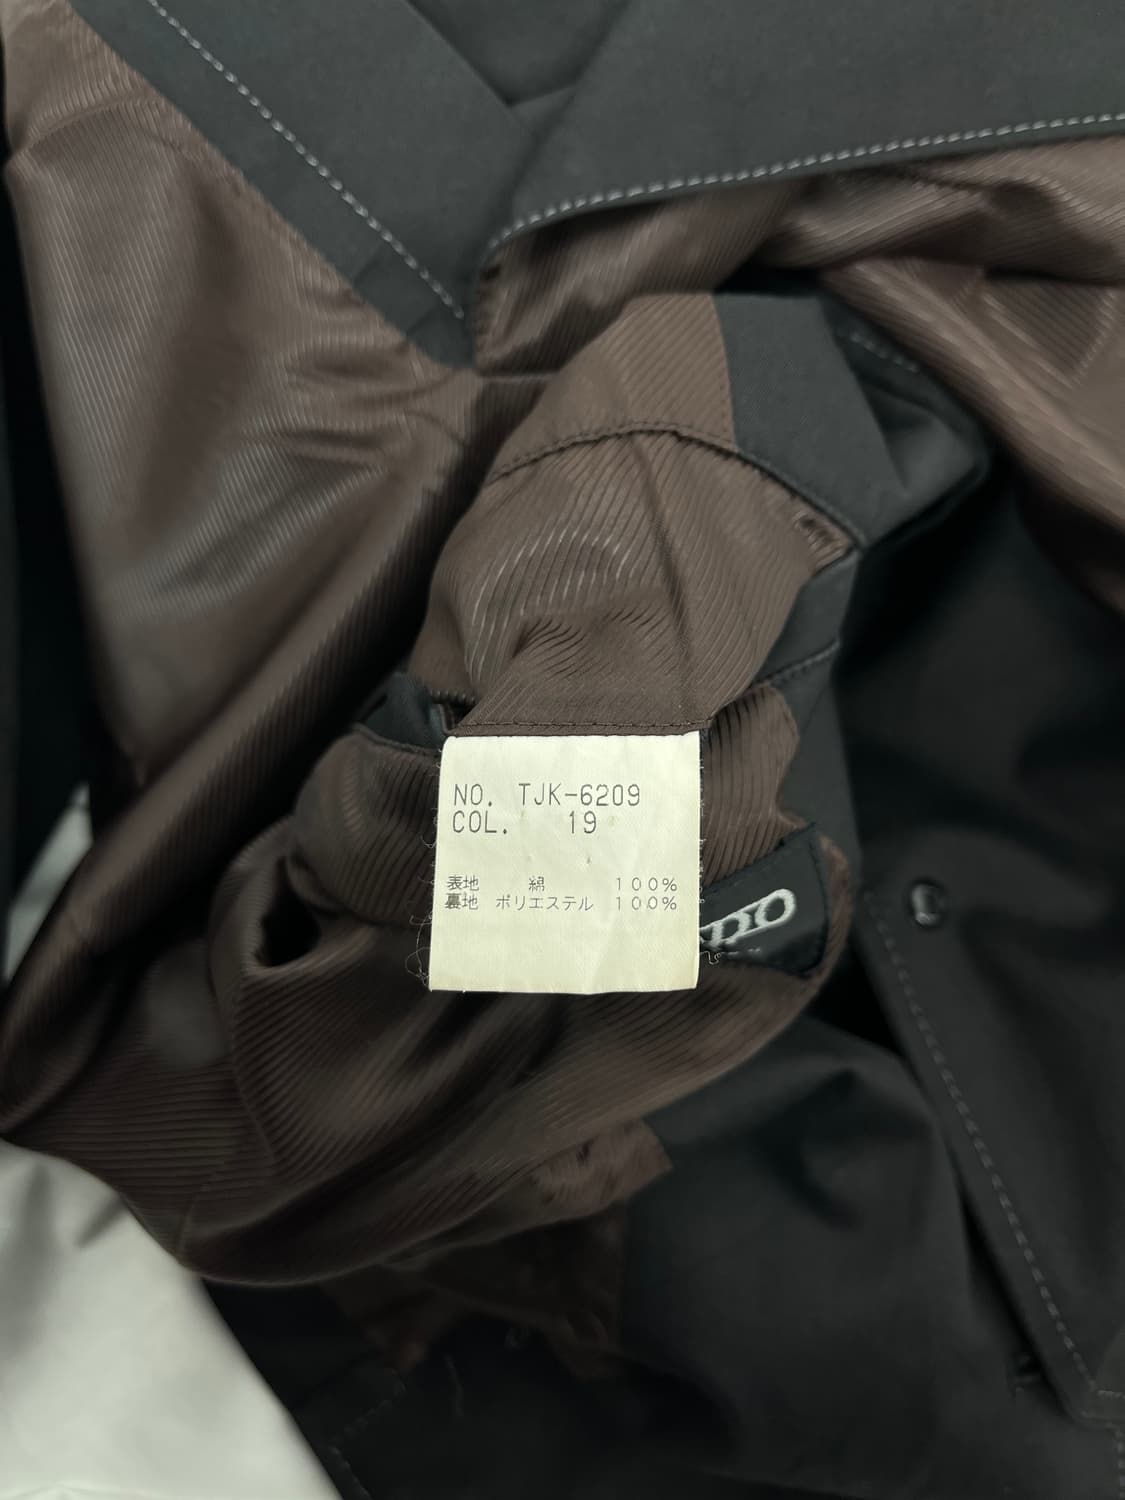 NO. TJK-6209
COL. 19
表地 綿 100%
裏地 ポリエステル 100%